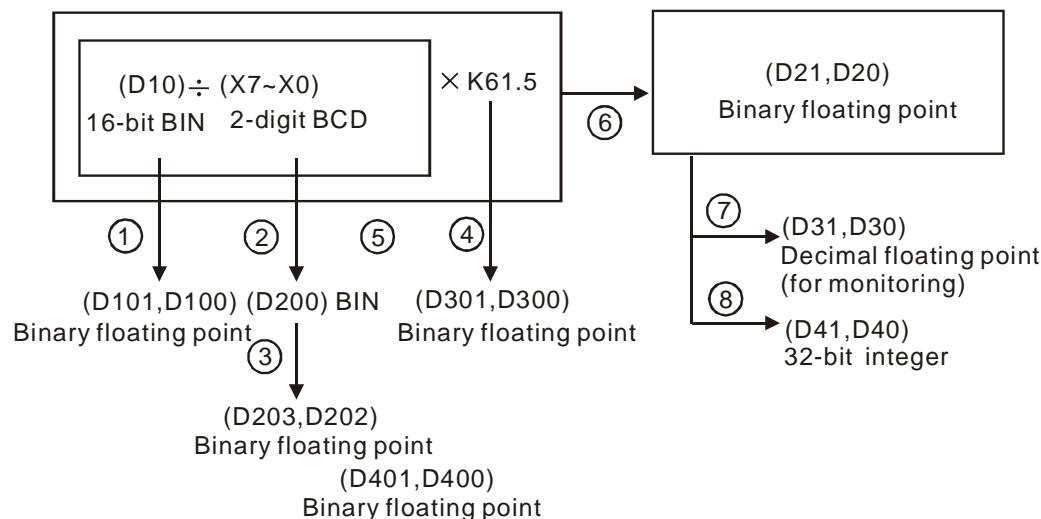 (D10) ÷ (X7~X0)
16-bit BIN 2-digit BCD
× K61.5
(D21,D20)
Binary floating point
6
1
2
5
4
7
(D31,D30)
Decimal floating point
(for monitoring)
8
(D41,D40)
32-bit integer
(D101,D100) (D200) BIN
Binary floating point
(D301,D300)
Binary floating point
3
(D203,D202)
Binary floating point
(D401,D400)
Binary floating point